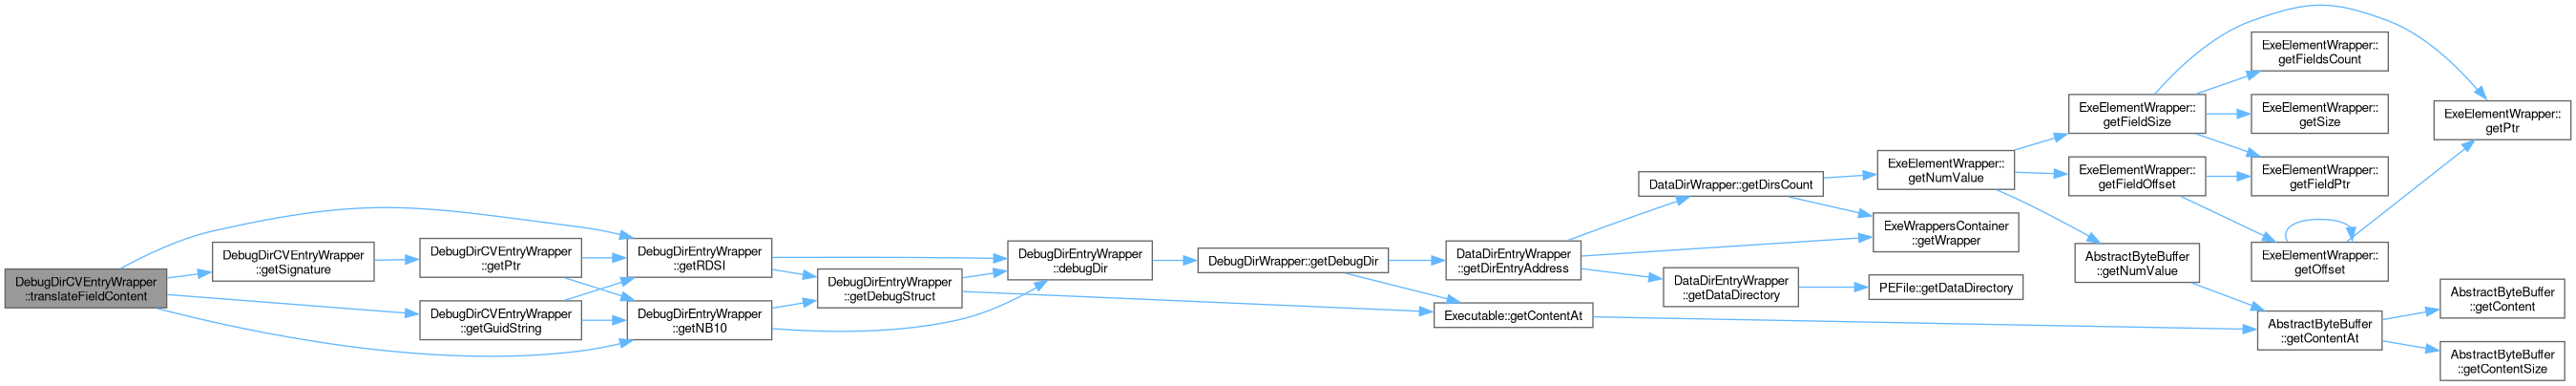 DebugDirCVEntryWrapper
::translateFieldContent
DebugDirCVEntryWrapper
::getSignature
DebugDirCVEntryWrapper
::getPtr
DebugDirCVEntryWrapper
::getGuidString
DebugDirEntryWrapper
::getRDSI
DebugDirEntryWrapper
::getNB10
DebugDirEntryWrapper
::getDebugStruct
DebugDirEntryWrapper
::debugDir
DebugDirWrapper::getDebugDir
DataDirEntryWrapper
::getDirEntryAddress
Executable::getContentAt
DataDirWrapper::getDirsCount
DataDirEntryWrapper
::getDataDirectory
ExeElementWrapper::
getNumValue
ExeWrappersContainer
::getWrapper
PEFile::getDataDirectory
ExeElementWrapper::
getFieldSize
ExeElementWrapper::
getFieldOffset
AbstractByteBuffer
::getNumValue
ExeElementWrapper::
getFieldsCount
ExeElementWrapper::
getSize
ExeElementWrapper::
getFieldPtr
ExeElementWrapper::
getOffset
AbstractByteBuffer
::getContentAt
ExeElementWrapper::
getPtr
AbstractByteBuffer
::getContent
AbstractByteBuffer
::getContentSize